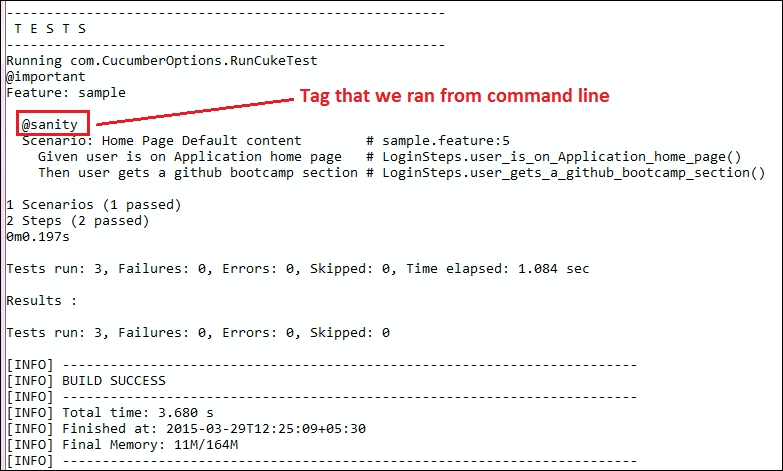 -------------------------------------------------------
 T E S T S
-------------------------------------------------------
Running com.CucumberOptions.RunCukeTest
@important
Feature: sample
Tag that we ran from command line
  @sanity
  Scenario: Home Page Default content        # sample.feature:5
    Given user is on Application home page   # LoginSteps.user_is_on_Application_home_page()
    Then user gets a github bootcamp section # LoginSteps.user_gets_a_github_bootcamp_section()
1 Scenarios (1 passed)
2 Steps (2 passed)
0m0.197s
Tests run: 3, Failures: 0, Errors: 0, Skipped: 0, Time elapsed: 1.084 sec
Results :
Tests run: 3, Failures: 0, Errors: 0, Skipped: 0
[INFO] ------------------------------------------------------------------------
[INFO] BUILD SUCCESS
[INFO] ------------------------------------------------------------------------
[INFO] Total time: 3.680 s
[INFO] Finished at: 2015-03-29T12:25:09+05:30
[INFO] Final Memory: 11M/164M
[INFO] ------------------------------------------------------------------------